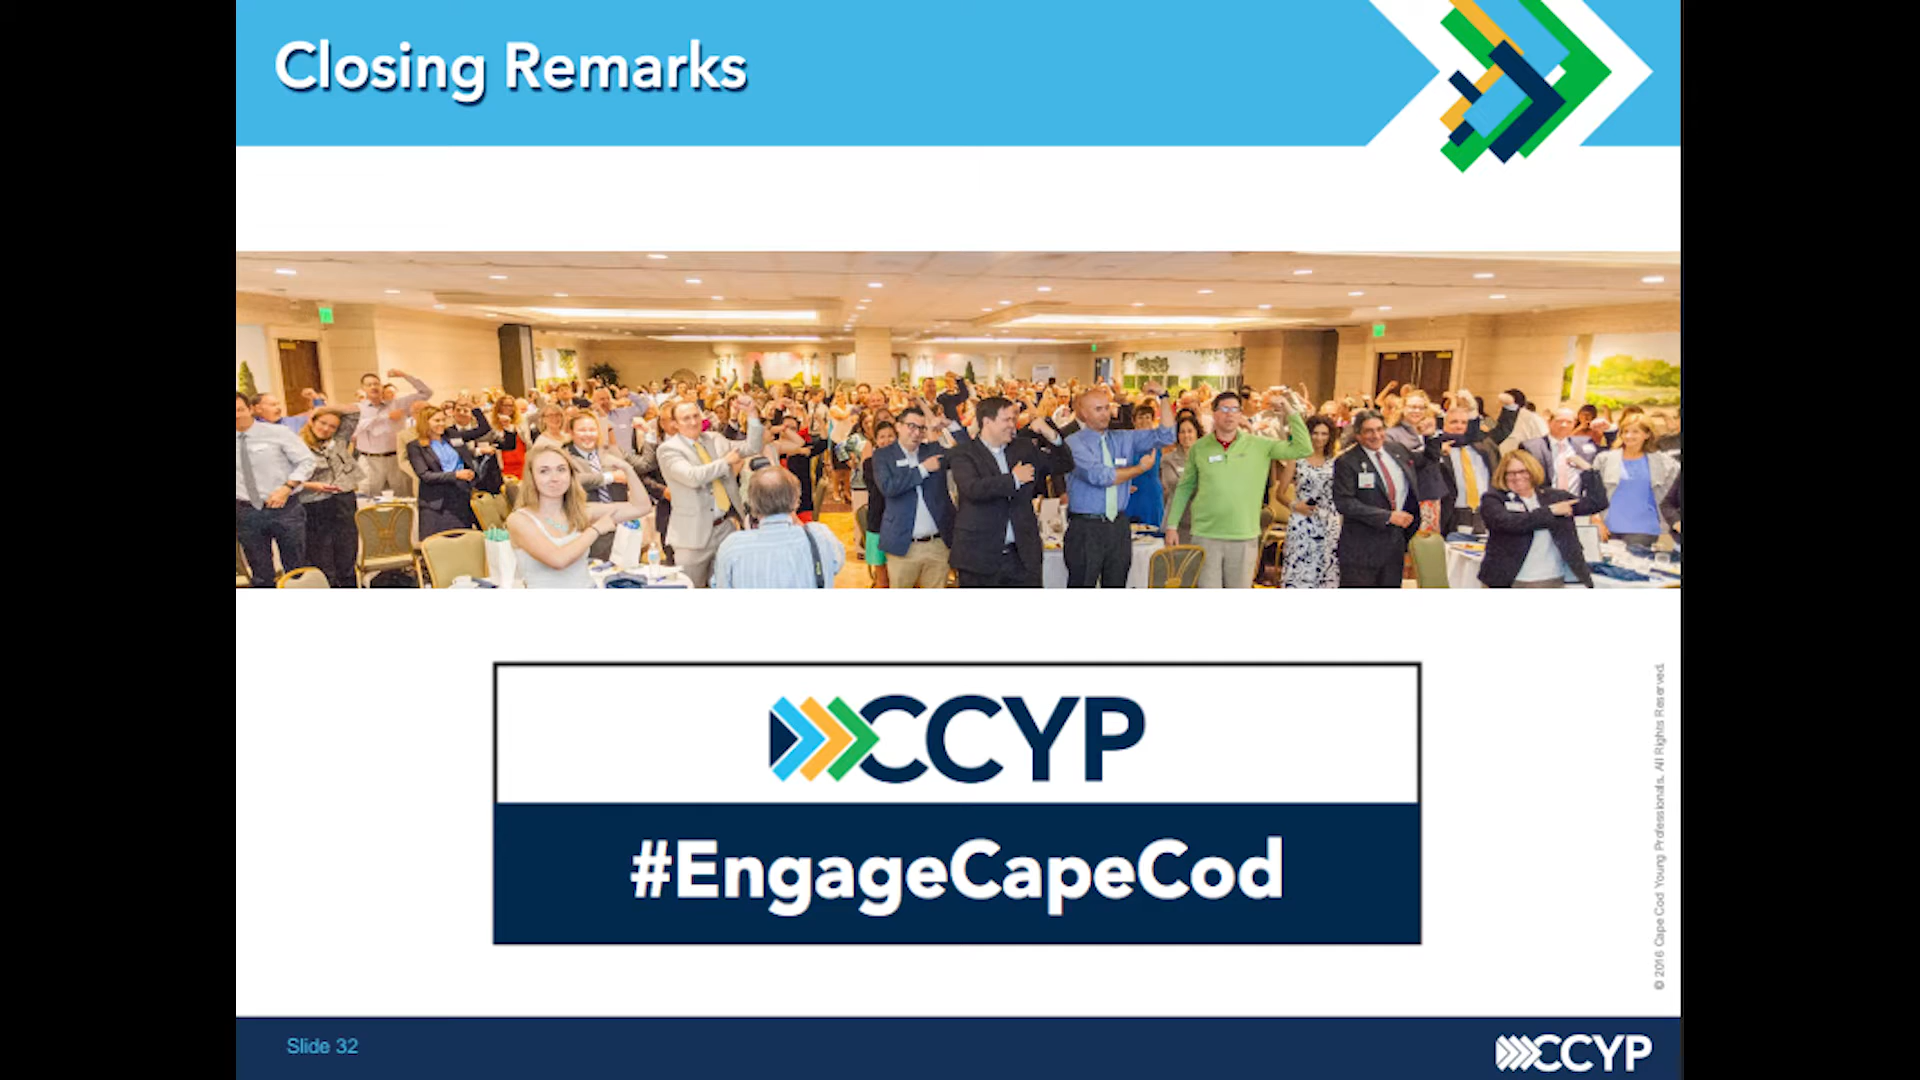 Closing Remarks
CCYP
#EngageCapeCod
© 2016 Cape Cod Young Professionals. All Rights Reserved.
Slide 32
CCYP